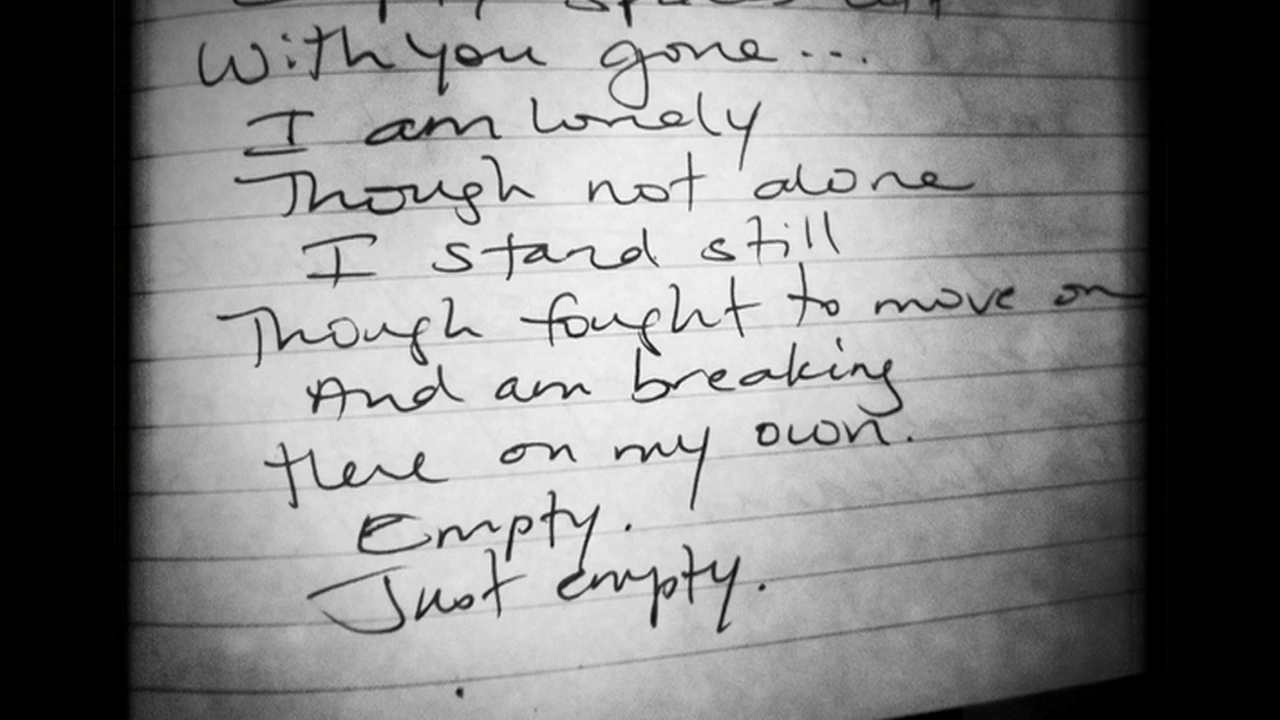 With you gone...
I am lonely
Though not alone
I stand still
Though fought to move on
And am breaking
Here on my own.
Empty.
Just empty.